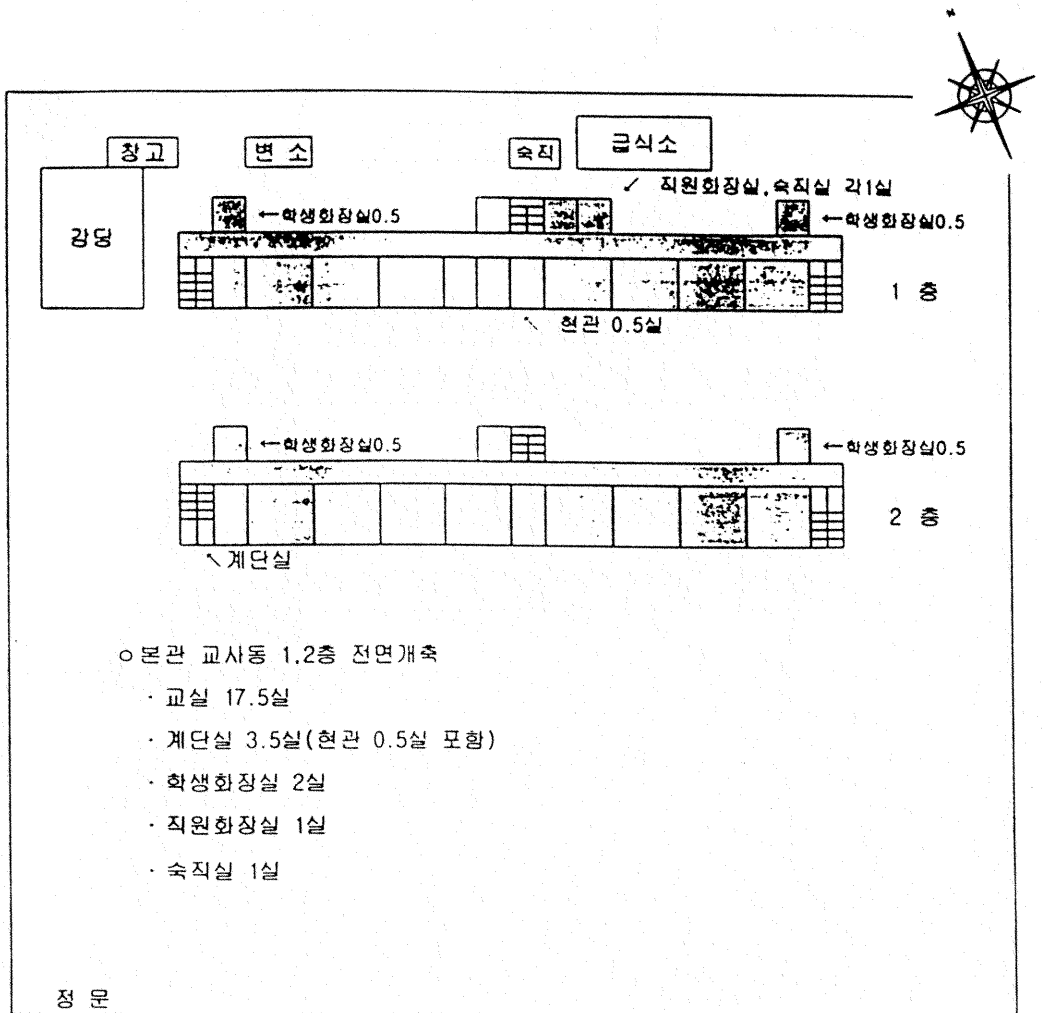 N
창고 변 소 숙직 급식소
강당
↙ 직원화장실,숙직실 각1실
←학생화장실0.5
←학생화장실0.5
1 층
↖ 현관 0.5실
←학생화장실0.5
←학생화장실0.5
2 층
↖계단실
○본관 교사동 1,2층 전면개축
· 교실 17.5실
· 계단실 3.5실(현관 0.5실 포함)
· 학생화장실 2실
· 직원화장실 1실
· 숙직실 1실
정 문